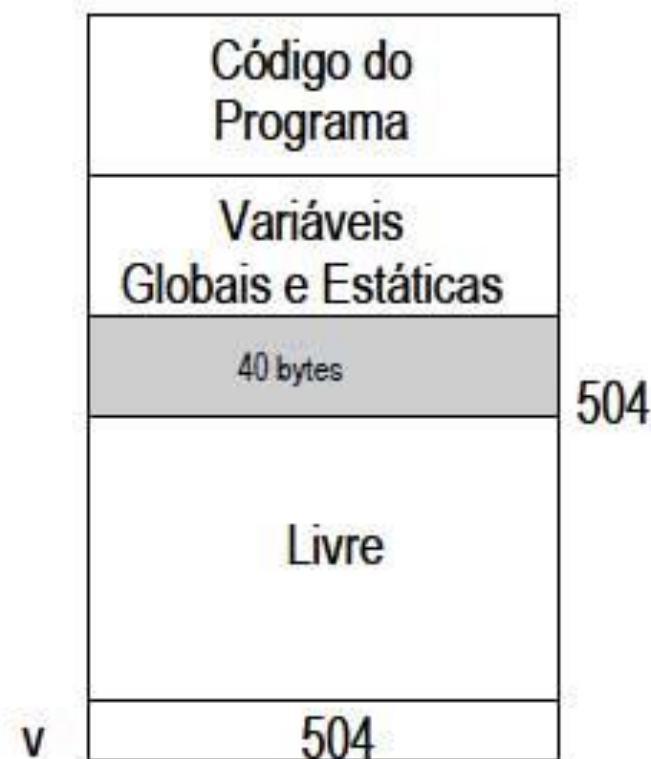 Código do
Programa
Variáveis
Globais e Estáticas
40 bytes
504
Livre
v
504